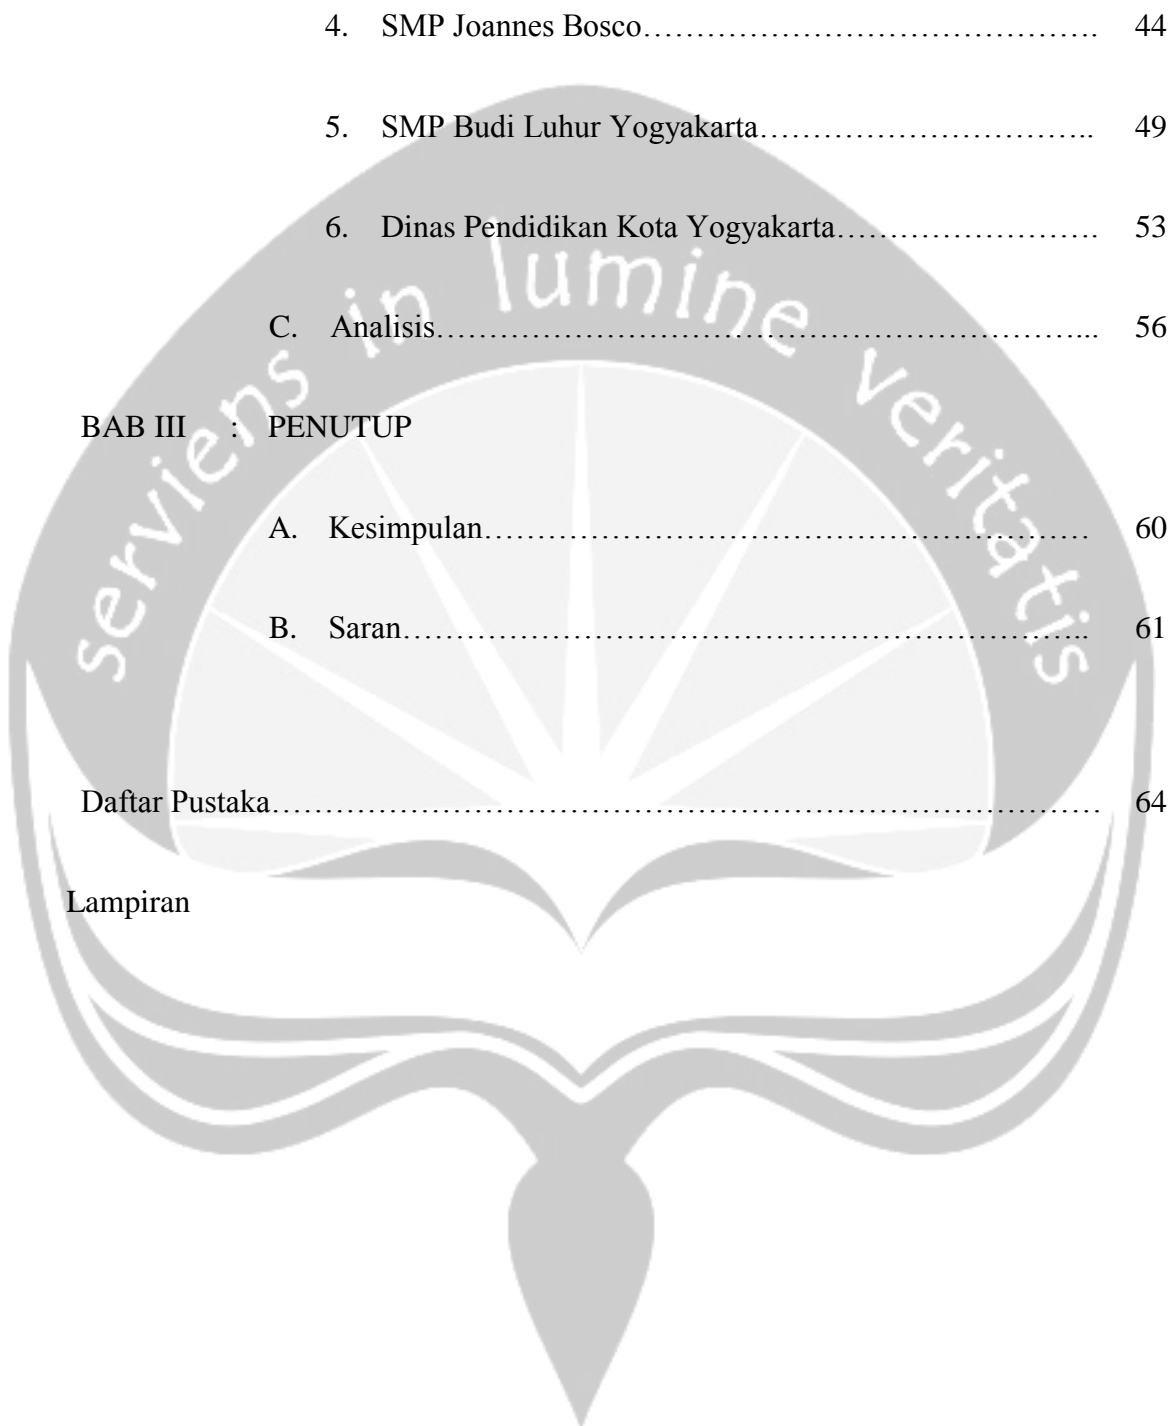 4. SMP Joannes Bosco……………………………………. 44
5. SMP Budi Luhur Yogyakarta………………………….. 49
6. Dinas Pendidikan Kota Yogyakarta……………………. 53
C. Analisis……………………………………………………... 56
BAB III : PENUTUP
A. Kesimpulan………………………………………………… 60
B. Saran……………………………………………………….. 61
Daftar Pustaka…………………………………………………………………… 64
Lampiran
serviens in lumine veritatis